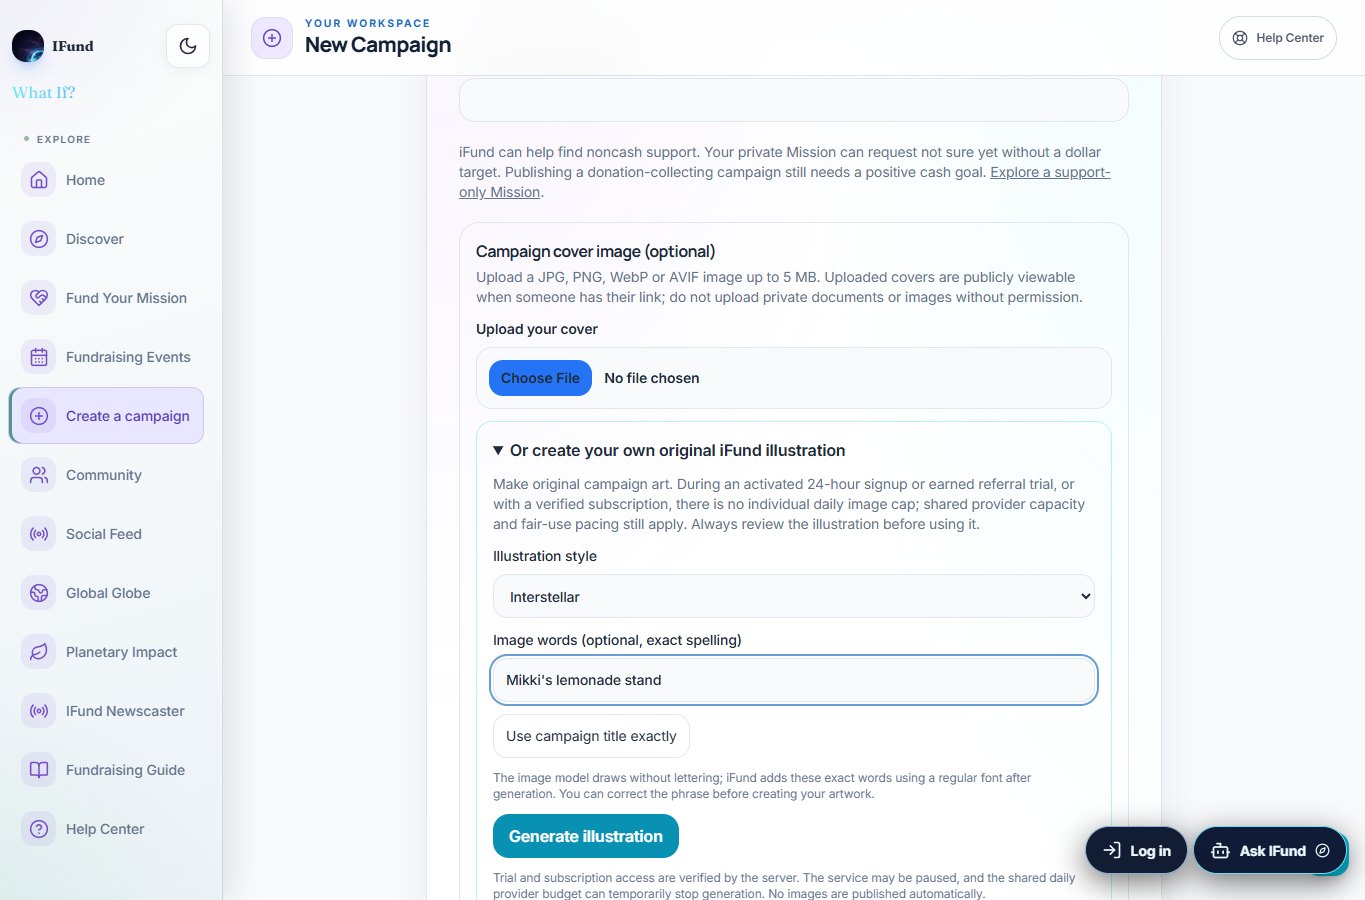 IFund
What If?
EXPLORE
Home
Discover
Fund Your Mission
Fundraising Events
Create a campaign
Community
Social Feed
Global Globe
Planetary Impact
IFund Newscaster
Fundraising Guide
Help Center
YOUR WORKSPACE
New Campaign
Help Center
iFund can help find noncash support. Your private Mission can request not sure yet without a dollar
target. Publishing a donation-collecting campaign still needs a positive cash goal. Explore a support-
only Mission.
Campaign cover image (optional)
Upload a JPG, PNG, WebP or AVIF image up to 5 MB. Uploaded covers are publicly viewable
when someone has their link; do not upload private documents or images without permission.
Upload your cover
Choose File No file chosen
Or create your own original iFund illustration
Make original campaign art. During an activated 24-hour signup or earned referral trial, or
with a verified subscription, there is no individual daily image cap; shared provider capacity
and fair-use pacing still apply. Always review the illustration before using it.
Illustration style
Interstellar
Image words (optional, exact spelling)
Mikki's lemonade stand
Use campaign title exactly
The image model draws without lettering; iFund adds these exact words using a regular font after
generation. You can correct the phrase before creating your artwork.
Generate illustration
Trial and subscription access are verified by the server. The service may be paused, and the shared daily
provider budget can temporarily stop generation. No images are published automatically.
Log in
Ask IFund